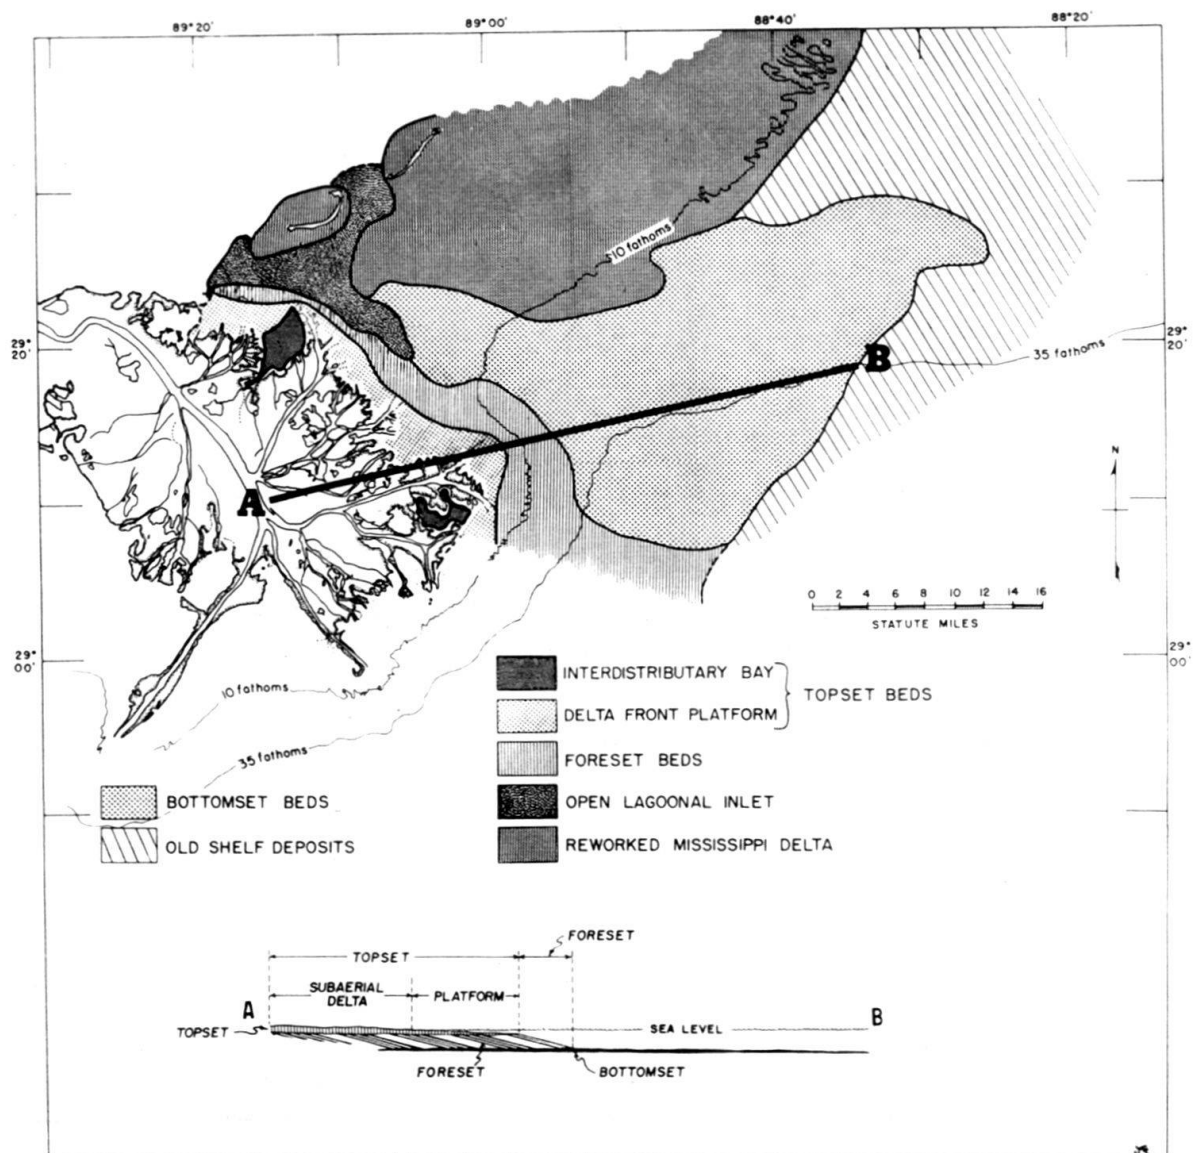 89°20' 89°00' 88°40' 88°20'
10 fathoms
29°
20'
29°
20'
35 fathoms
B
A
N
0 2 4 6 8 10 12 14 16
STATUTE MILES
29°
00'
29°
00'
10 fathoms
35 fathoms
INTERDISTRIBUTARY BAY
DELTA FRONT PLATFORM
TOPSET BEDS
FORESET BEDS
OPEN LAGOONAL INLET
REWORKED MISSISSIPPI DELTA
BOTTOMSET BEDS
OLD SHELF DEPOSITS
FORESET
TOPSET
SUBAERIAL
DELTA
PLATFORM
A
B
TOPSET
SEA LEVEL
FORESET
BOTTOMSET